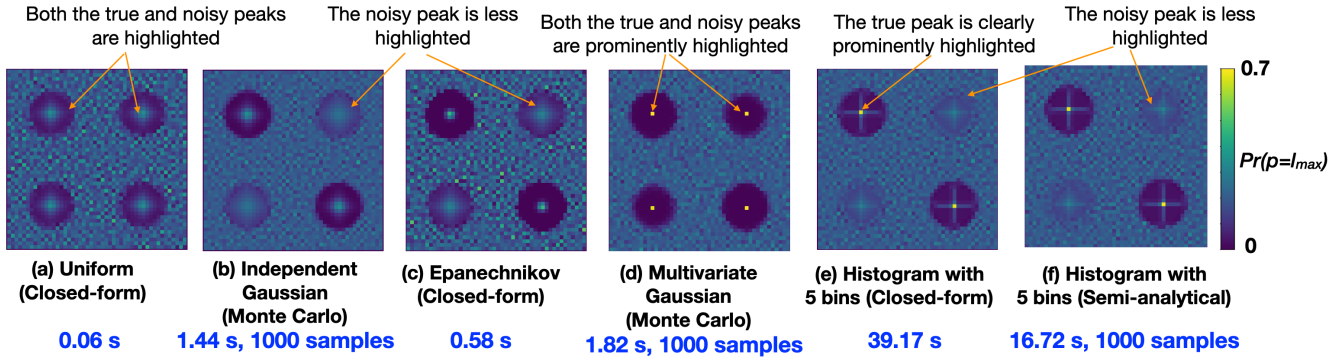 Both the true and noisy peaks
are highlighted
The noisy peak is less
highlighted
Both the true and noisy peaks
are prominently highlighted
The true peak is clearly
prominently highlighted
The noisy peak is less
highlighted
0.7
Pr(p=l_max)
0
(a) Uniform
(Closed-form)
0.06 s
(b) Independent
Gaussian
(Monte Carlo)
1.44 s, 1000 samples
(c) Epanechnikov
(Closed-form)
0.58 s
(d) Multivariate
Gaussian
(Monte Carlo)
1.82 s, 1000 samples
(e) Histogram with
5 bins (Closed-form)
39.17 s
(f) Histogram with
5 bins (Semi-analytical)
16.72 s, 1000 samples